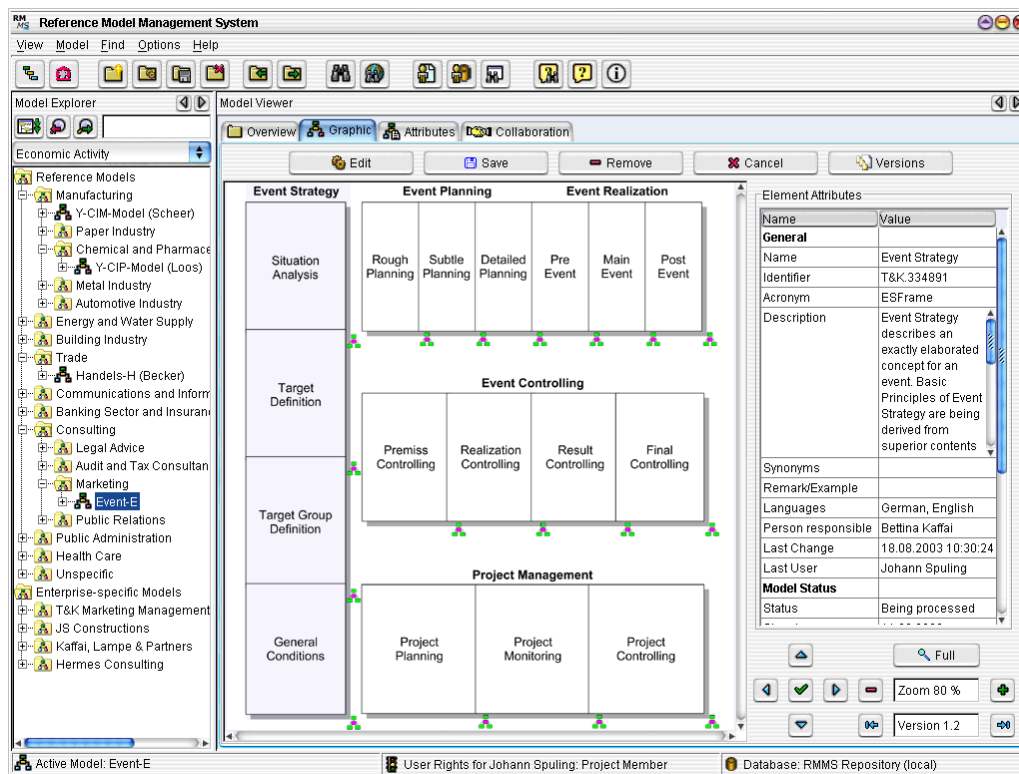 RM MS Reference Model Management System
View Model Find Options Help
Model Explorer
Economic Activity
Reference Models
Manufacturing
Y-CIM-Model (Scheer)
Paper Industry
Chemical and Pharmace
Y-CIP-Model (Loos)
Metal Industry
Automotive Industry
Energy and Water Supply
Building Industry
Trade
Handels-H (Becker)
Communications and Inform
Banking Sector and Insuran
Consulting
Legal Advice
Audit and Tax Consultan
Marketing
Event-E
Public Relations
Public Administration
Health Care
Unspecific
Enterprise-specific Models
T&K Marketing Management
JS Constructions
Kaffai, Lampe & Partners
Hermes Consulting
Model Viewer
Overview Graphic Attributes Collaboration
Edit Save Remove Cancel Versions
Event Strategy
Situation
Analysis
Target
Definition
Target Group
Definition
General
Conditions
Event Planning Event Realization
Rough Subtle Detailed Pre Main Post
Planning Planning Planning Event Event Event
Event Controlling
Premiss Realization Result Final
Controlling Controlling Controlling Controlling
Project Management
Project Project Project
Planning Monitoring Controlling
Element Attributes
Name Value
General
Name Event Strategy
Identifier T&K.334891
Acronym ESFrame
Description Event Strategy
describes an
exactly elaborated
concept for an
event. Basic
Principles of Event
Strategy are being
derived from
superior contents
Synonyms
Remark/Example
Languages German, English
Person responsible Bettina Kaffai
Last Change 18.08.2003 10:30:24
Last User Johann Spuling
Model Status
Status Being processed
Full
Zoom 80 %
Version 1.2
Active Model: Event-E
User Rights for Johann Spuling: Project Member
Database: RMMS Repository (local)